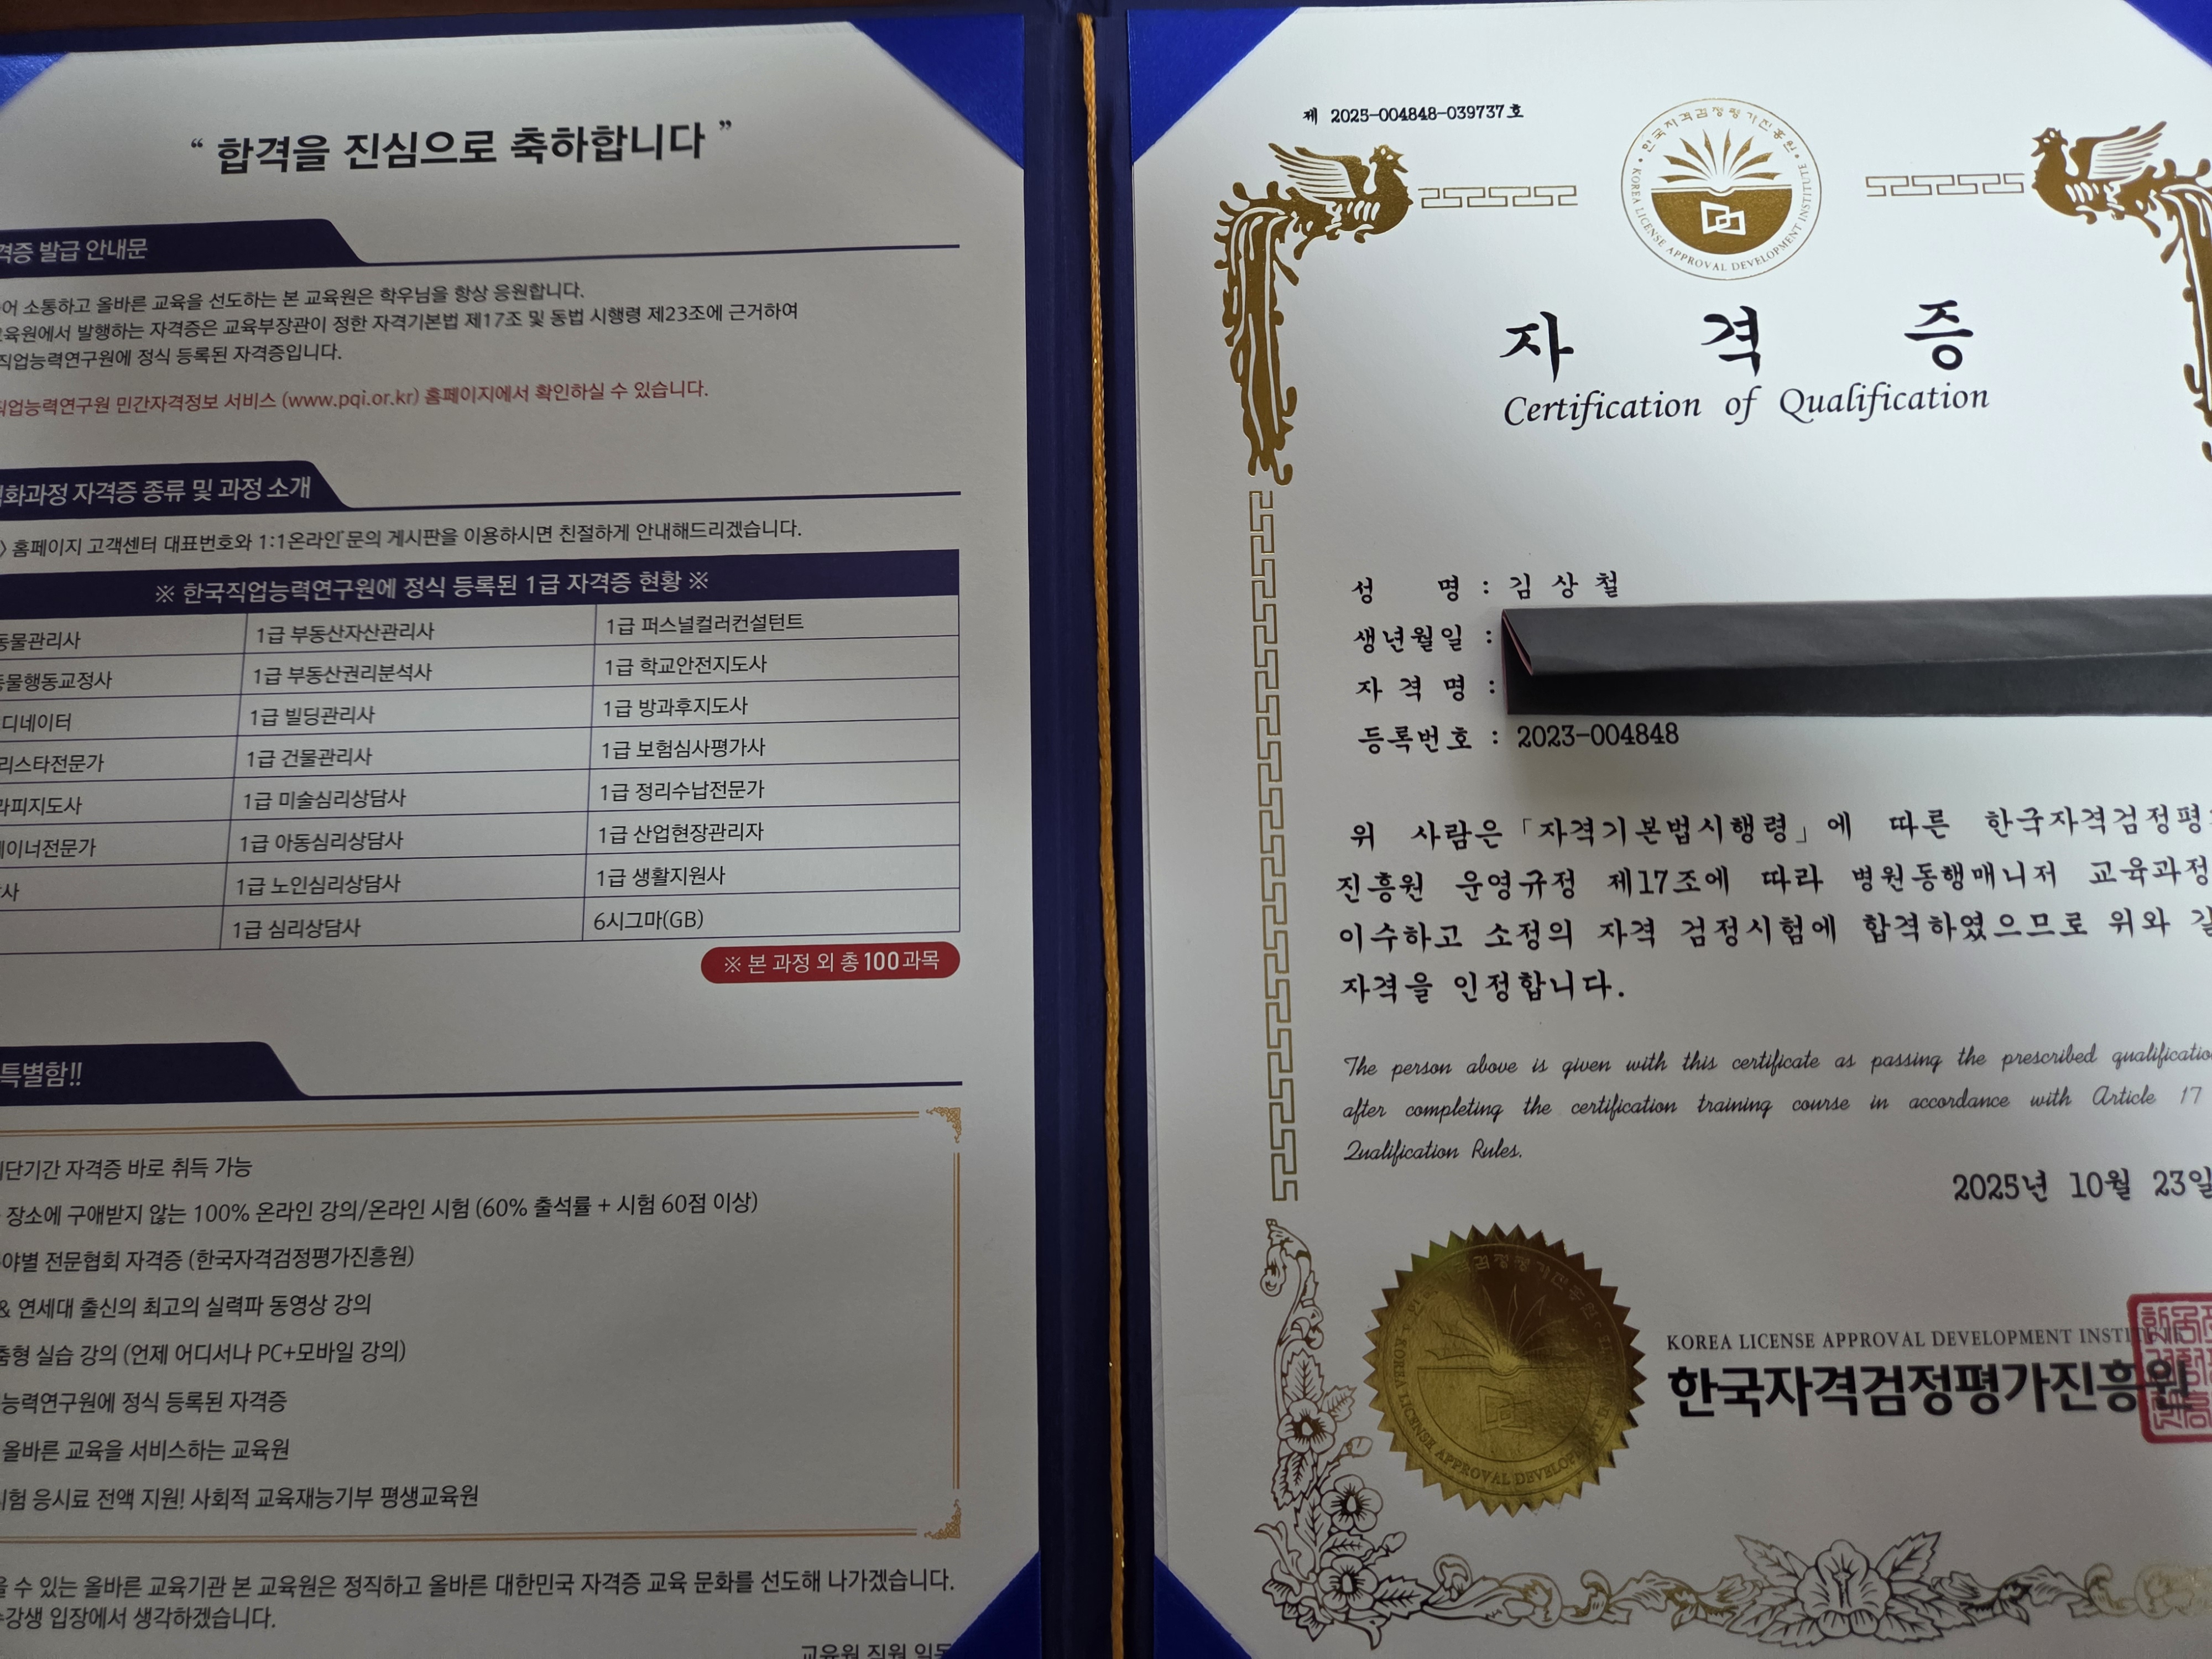 “ 합격을 진심으로 축하합니다 ”
격증 발급 안내문
어 소통하고 올바른 교육을 선도하는 본 교육원은 학우님을 항상 응원합니다.
교육원에서 발행하는 자격증은 교육부장관이 정한 자격기본법 제17조 및 동법 시행령 제23조에 근거하여
직업능력연구원에 정식 등록된 자격증입니다.
직업능력연구원 민간자격정보 서비스 (www.pqi.or.kr) 홈페이지에서 확인하실 수 있습니다.
화과정 자격증 종류 및 과정 소개
> 홈페이지 고객센터 대표번호와 1:1온라인 문의 게시판을 이용하시면 친절하게 안내해드리겠습니다.
※ 한국직업능력연구원에 정식 등록된 1급 자격증 현황 ※
동물관리사 1급 부동산자산관리사 1급 퍼스널컬러컨설턴트
동물행동교정사 1급 부동산권리분석사 1급 학교안전지도사
디네이터 1급 빌딩관리사 1급 방과후지도사
리스타전문가 1급 건물관리사 1급 보험심사평가사
라피지도사 1급 미술심리상담사 1급 정리수납전문가
이너전문가 1급 아동심리상담사 1급 산업현장관리자
사 1급 노인심리상담사 1급 생활지원사
1급 심리상담사 6시그마(GB)
※ 본 과정 외 총 100과목
특별함!!
단기간 자격증 바로 취득 가능
장소에 구애받지 않는 100% 온라인 강의/온라인 시험 (60% 출석률 + 시험 60점 이상)
야별 전문협회 자격증 (한국자격검정평가진흥원)
& 연세대 출신의 최고의 실력파 동영상 강의
춤형 실습 강의 (언제 어디서나 PC+모바일 강의)
능력연구원에 정식 등록된 자격증
올바른 교육을 서비스하는 교육원
시험 응시료 전액 지원! 사회적 교육재능기부 평생교육원
을 수 있는 올바른 교육기관 본 교육원은 정직하고 올바른 대한민국 자격증 교육 문화를 선도해 나가겠습니다.
수강생 입장에서 생각하겠습니다.
교육원 직원 일동
제 2025-004848-039737호
한국자격검정평가진흥원
KOREA LICENSE APPROVAL DEVELOPMENT INSTITUTE
자 격 증
Certification of Qualification
성 명 : 김 상 철
생년월일 :
자 격 명 :
등록번호 : 2023-004848
위 사람은 「자격기본법시행령」에 따른 한국자격검정평
진흥원 운영규정 제17조에 따라 병원동행매니저 교육과정
이수하고 소정의 자격 검정시험에 합격하였으므로 위와 같
자격을 인정합니다.
The person above is given with this certificate as passing the prescribed qualificatio
after completing the certification training course in accordance with Article 17
Qualification Rules.
2025년 10월 23일
KOREA LICENSE APPROVAL DEVELOPMENT INSTITUTE
한국자격검정평가진흥원